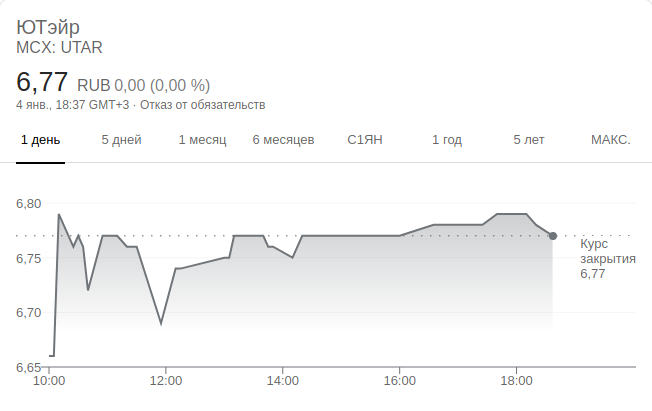 ЮТэйр
MCX: UTAR
6,77 RUB 0,00 (0,00 %)
4 янв., 18:37 GMT+3 · Отказ от обязательств
1 день 5 дней 1 месяц 6 месяцев С1ЯН 1 год 5 лет МАКС.
6,80
6,75
6,70
6,65
Курс
закрытия
6,77
10:00 12:00 14:00 16:00 18:00